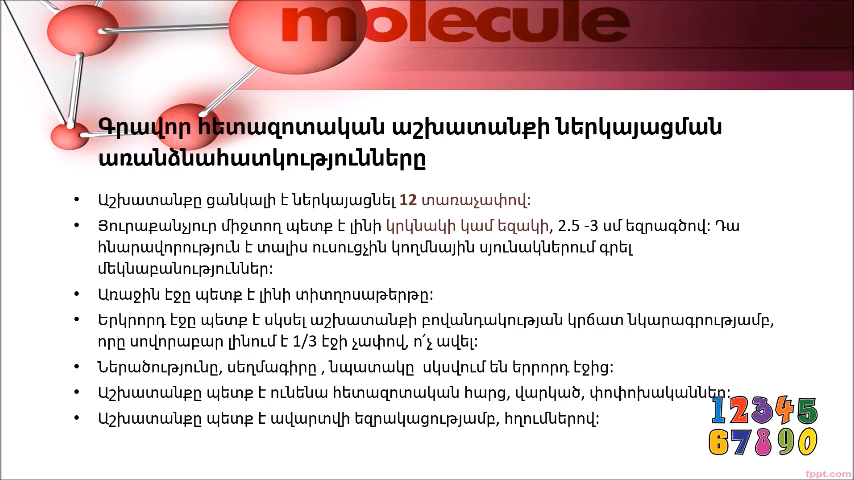 molecule
Գրավոր հետազոտական աշխատանքի ներկայացման
առանձնահատկությունները
• Աշխատանքը ցանկալի է ներկայացնել 12 տառաչափով:
• Յուրաքանչյուր միջտող պետք է լինի կրկնակի կամ եզակի, 2.5 -3 սմ եզրագծով: Դա
հնարավորություն է տալիս ուսուցչին կողմնային սյունակներում գրել
մեկնաբանություններ:
• Առաջին էջը պետք է լինի տիտղոսաթերթը:
• Երկրորդ էջը պետք է սկսել աշխատանքի բովանդակության կրճատ նկարագրությամբ,
որը սովորաբար լինում է 1/3 էջի չափով, ո՛չ ավել:
• Ներածությունը, սեղմագիրը , նպատակը սկսվում են երրորդ էջից:
• Աշխատանքը պետք է ունենա հետազոտական հարց, վարկած, փոփոխականներ:
• Աշխատանքը պետք է ավարտվի եզրակացությամբ, հղումներով:
12345
67890
fppt.com